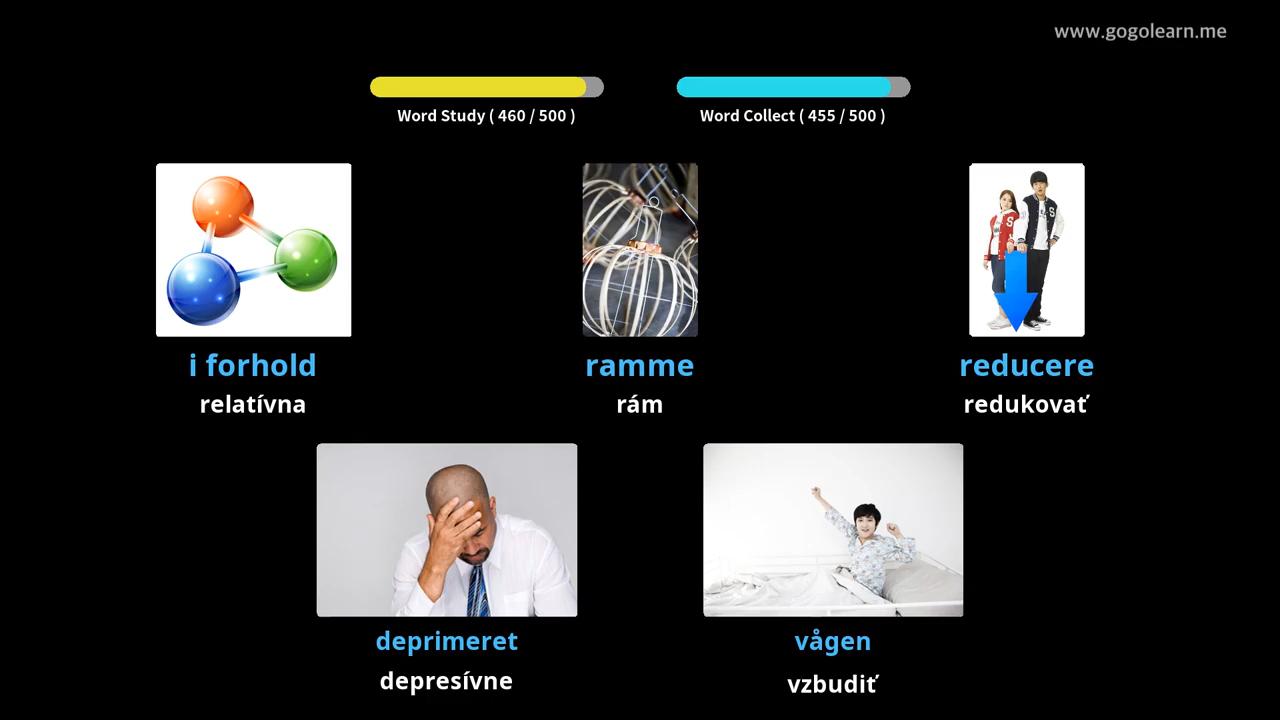 www.gogolearn.me
Word Study ( 460 / 500 )
Word Collect ( 455 / 500 )
S
S
i forhold
ramme
reducere
relatívna
rám
redukovať
deprimeret
vågen
depresívne
vzbudiť